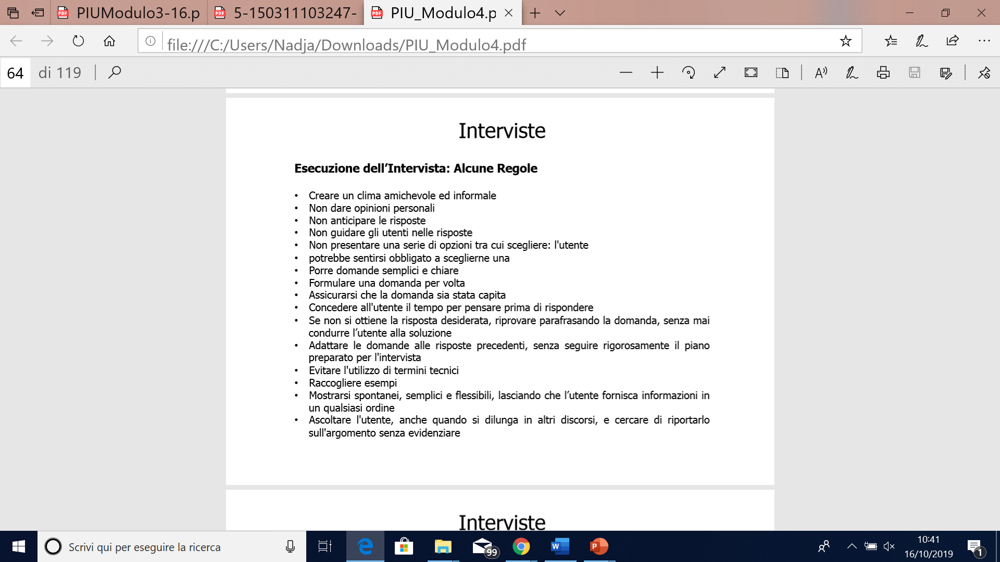 PIUModulo3-16.p
5-150311103247-
PIU_Modulo4.p
file:///C:/Users/Nadja/Downloads/PIU_Modulo4.pdf
64 di 119
Interviste
Esecuzione dell’Intervista: Alcune Regole
• Creare un clima amichevole ed informale
• Non dare opinioni personali
• Non anticipare le risposte
• Non guidare gli utenti nelle risposte
• Non presentare una serie di opzioni tra cui scegliere: l'utente
• potrebbe sentirsi obbligato a sceglierne una
• Porre domande semplici e chiare
• Formulare una domanda per volta
• Assicurarsi che la domanda sia stata capita
• Concedere all'utente il tempo per pensare prima di rispondere
• Se non si ottiene la risposta desiderata, riprovare parafrasando la domanda, senza mai
condurre l’utente alla soluzione
• Adattare le domande alle risposte precedenti, senza seguire rigorosamente il piano
preparato per l'intervista
• Evitare l'utilizzo di termini tecnici
• Raccogliere esempi
• Mostrarsi spontanei, semplici e flessibili, lasciando che l’utente fornisca informazioni in
un qualsiasi ordine
• Ascoltare l'utente, anche quando si dilunga in altri discorsi, e cercare di riportarlo
sull'argomento senza evidenziare
Interviste
Scrivi qui per eseguire la ricerca
99
10:41
16/10/2019
1